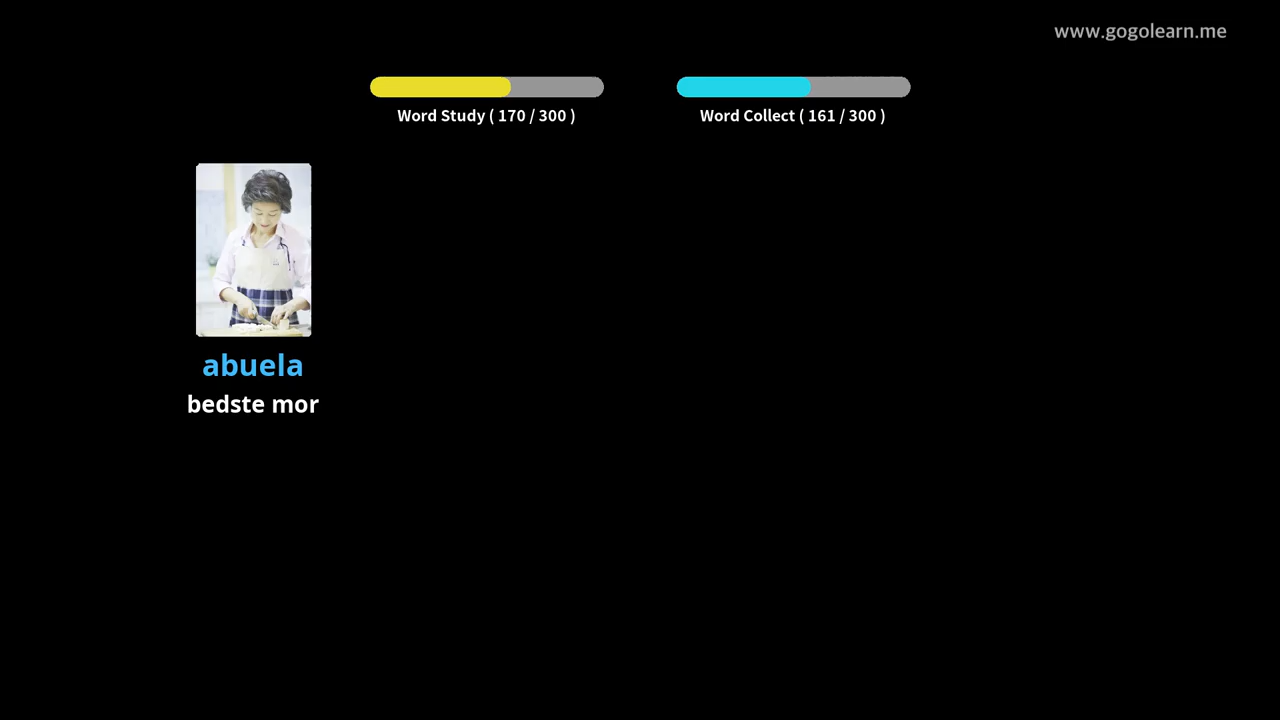 www.gogolearn.me
Word Study ( 170 / 300 )
Word Collect ( 161 / 300 )
abuela
bedste mor